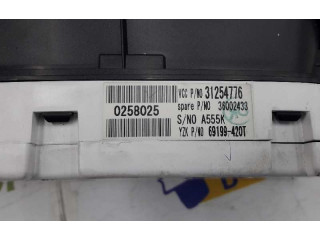 VCC P/NO 31254776
spare P/NO 36002433
0258025
S/NO A555K
YZK P/NO 69199-420T